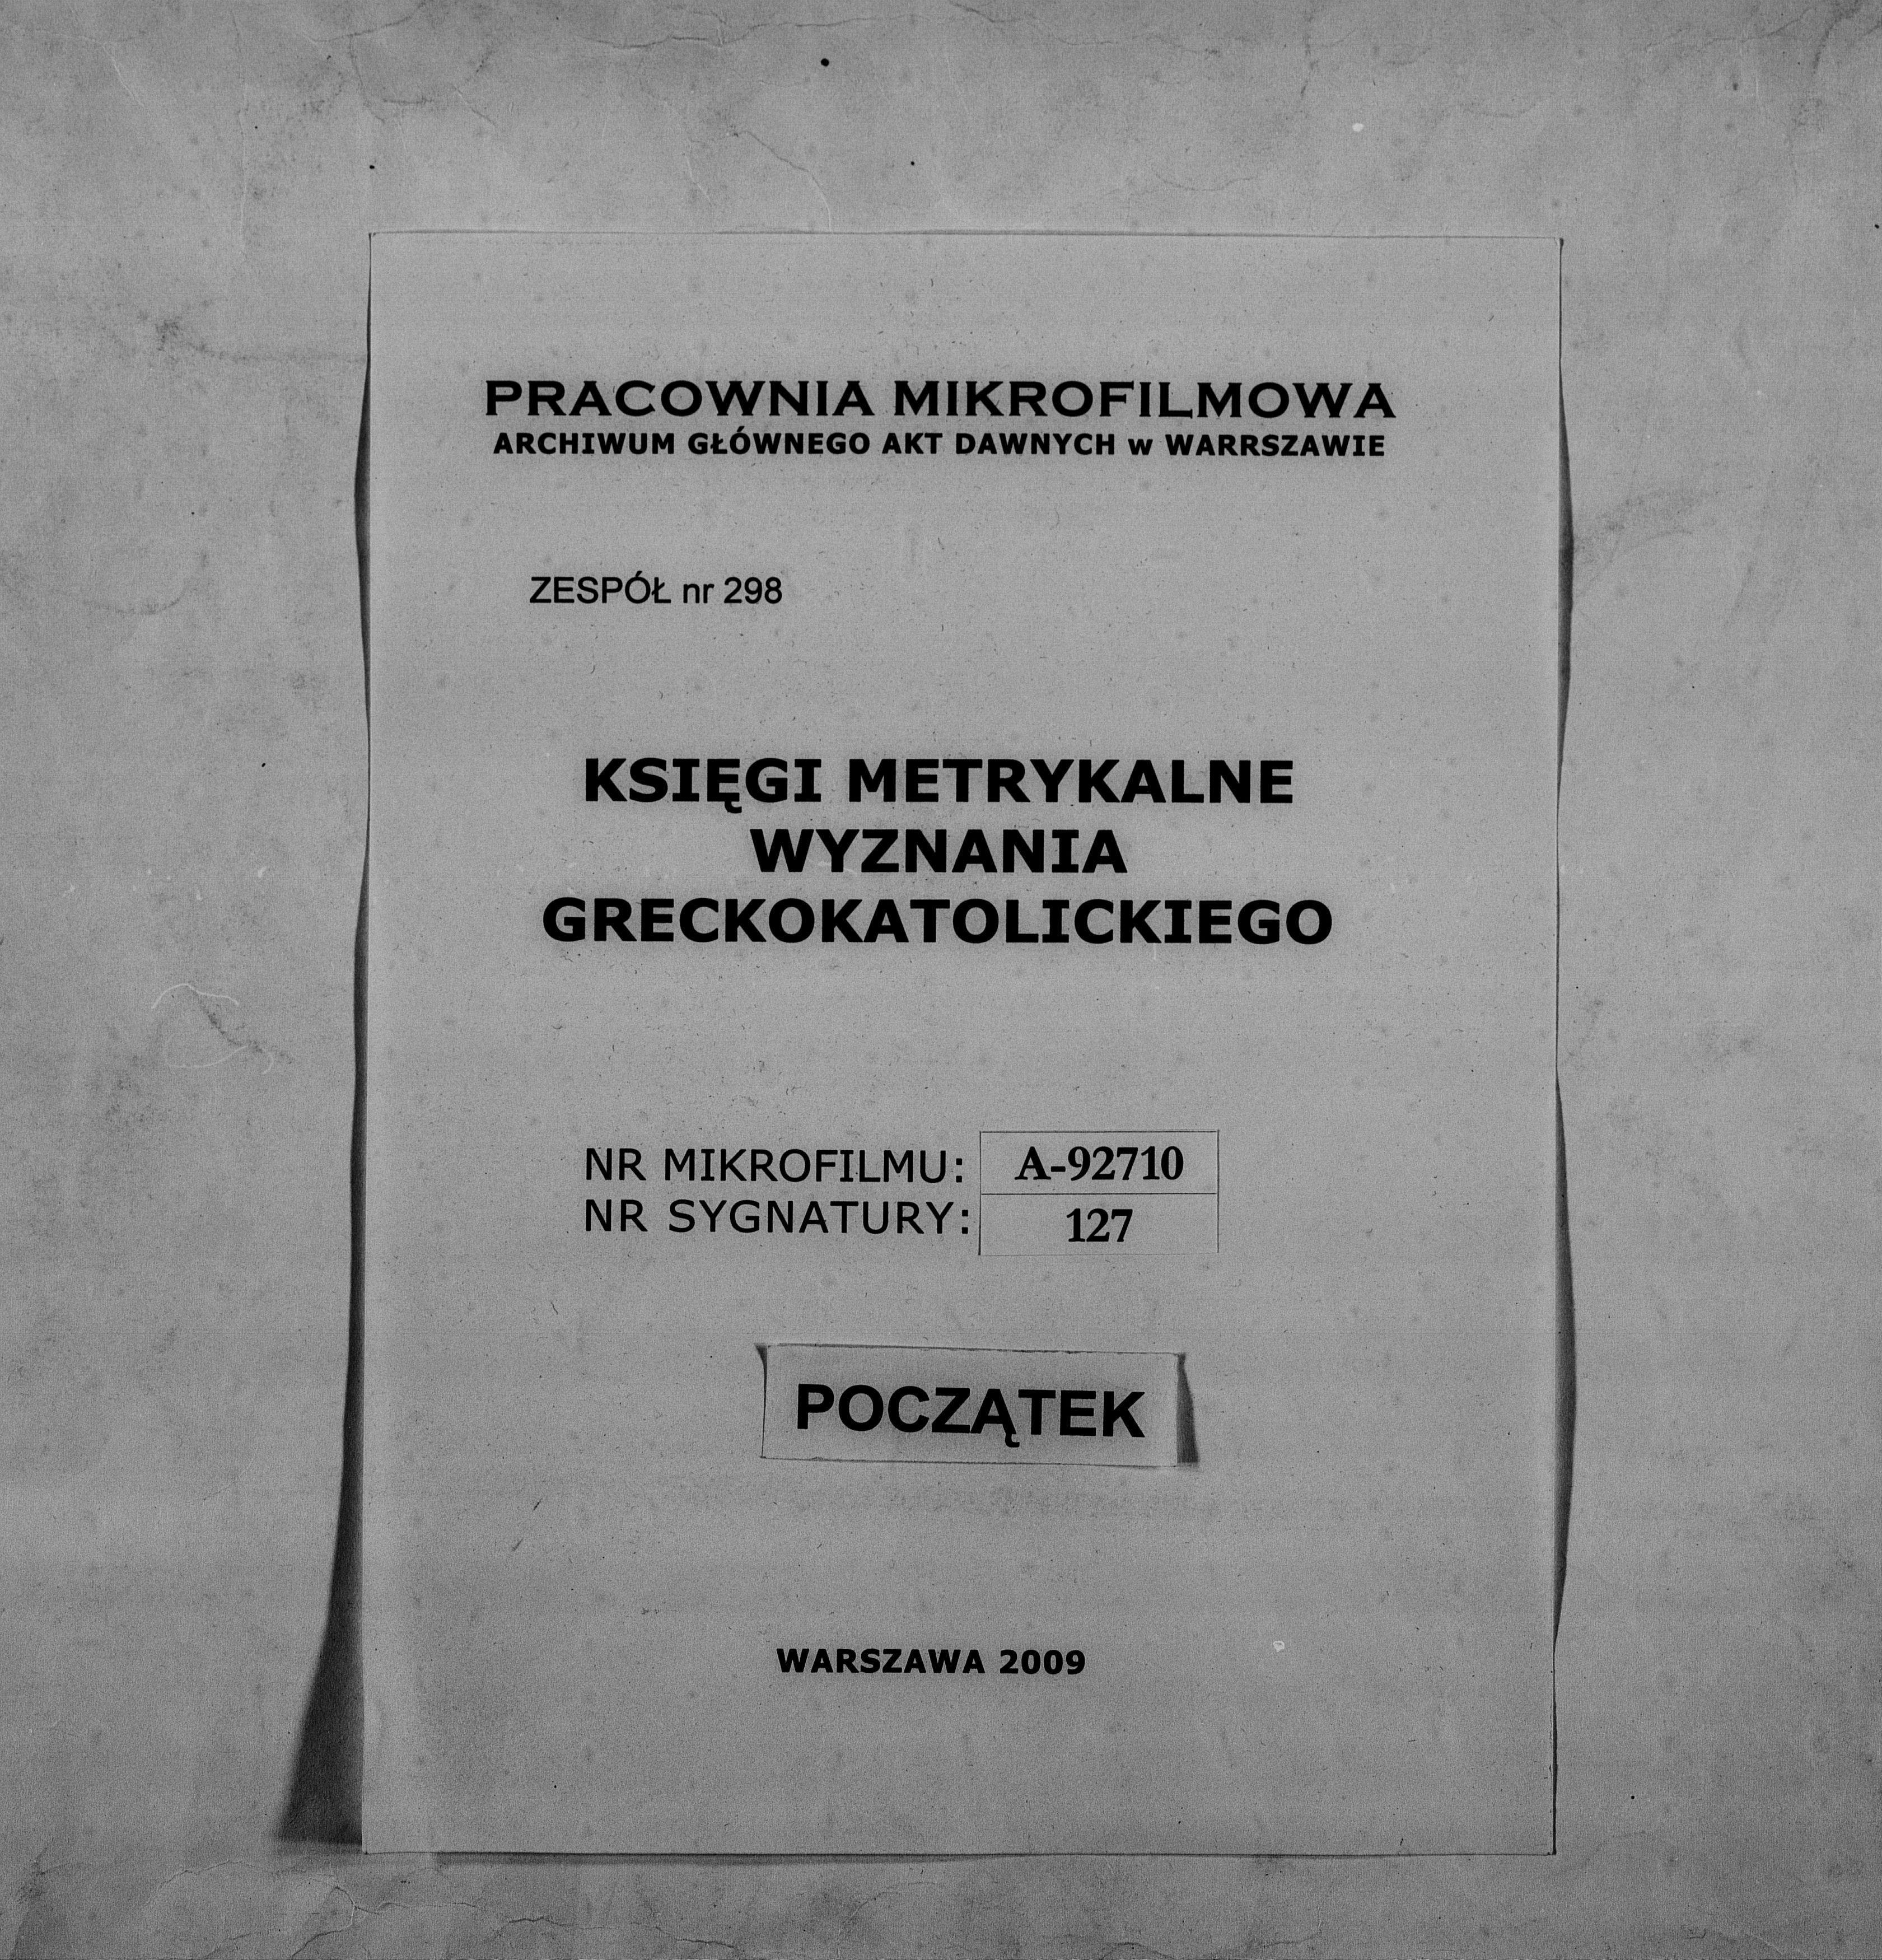 PRACOWNIA MIKROFILMOWA
ARCHIWUM GŁÓWNEGO AKT DAWNYCH w WARRSZAWIE
ZESPÓŁ nr 298
KSIĘGI METRYKALNE
WYZNANIA
GRECKOKATOLICKIEGO
NR MIKROFILMU: A-92710
NR SYGNATURY: 127
POCZĄTEK
WARSZAWA 2009